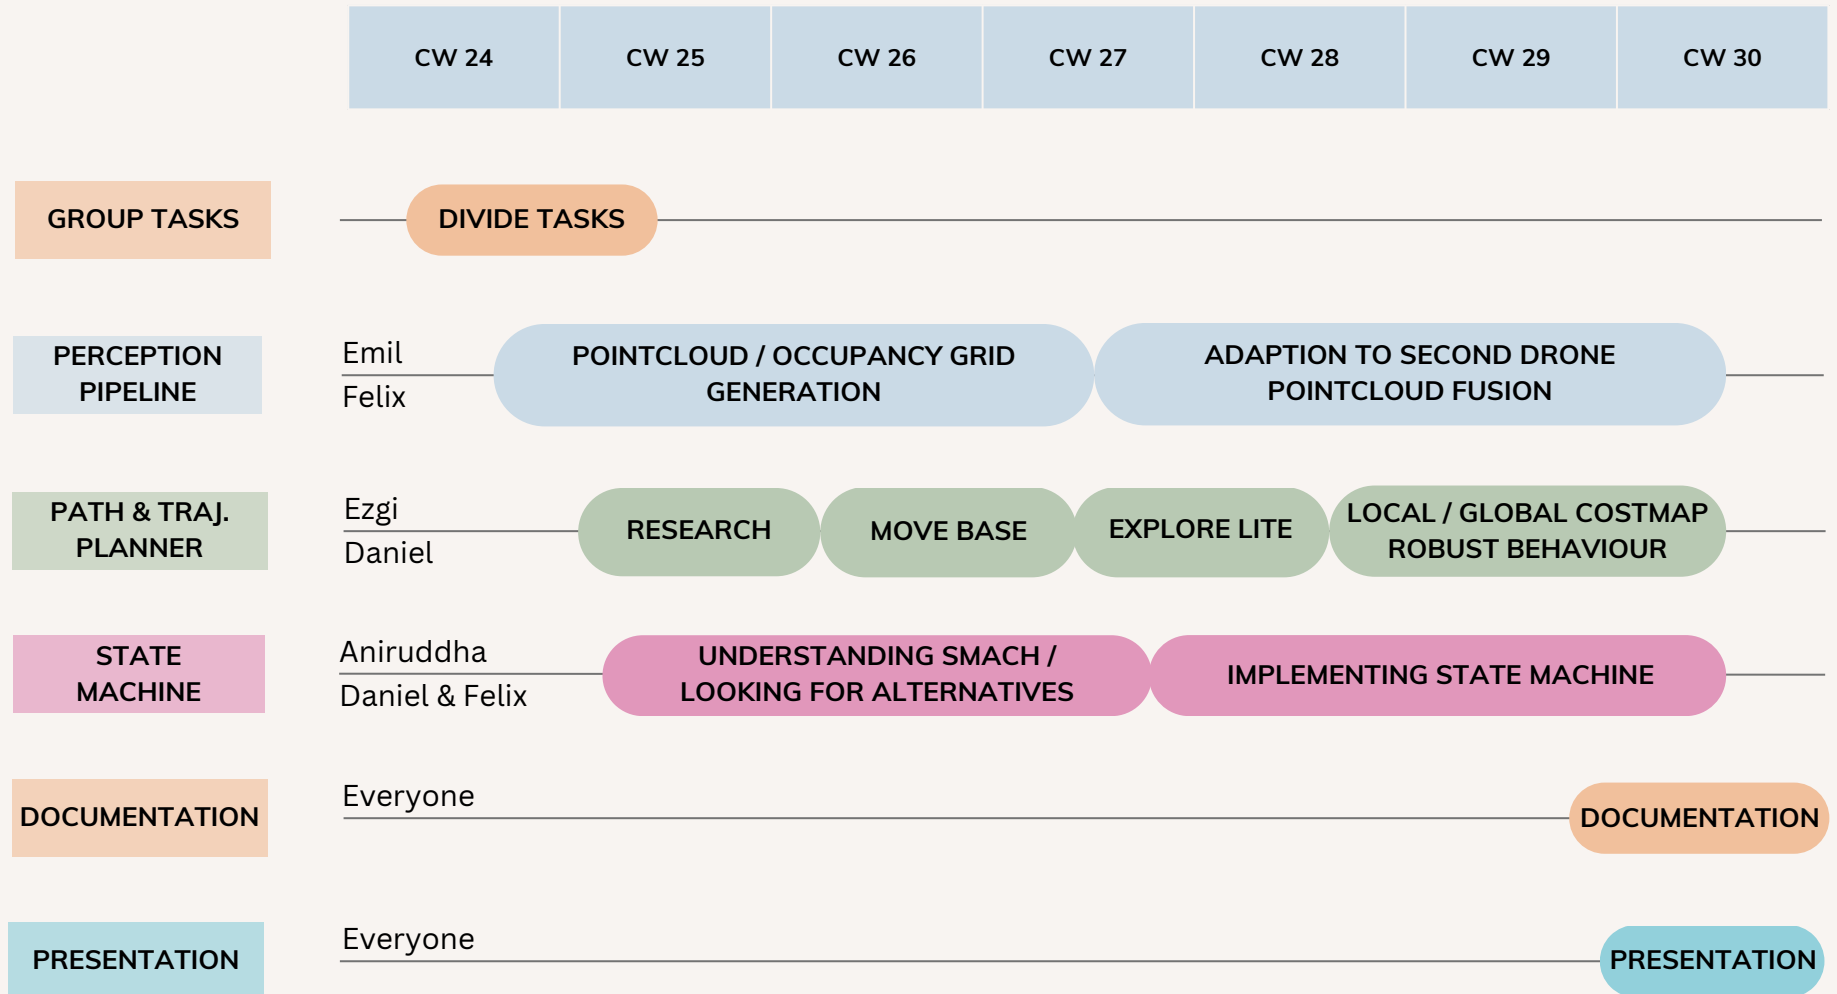 CW 24
CW 25
CW 26
CW 27
CW 28
CW 29
CW 30
GROUP TASKS
DIVIDE TASKS
PERCEPTION
PIPELINE
Emil
Felix
POINTCLOUD / OCCUPANCY GRID
GENERATION
ADAPTION TO SECOND DRONE
POINTCLOUD FUSION
PATH & TRAJ.
PLANNER
Ezgi
Daniel
RESEARCH
MOVE BASE
EXPLORE LITE
LOCAL / GLOBAL COSTMAP
ROBUST BEHAVIOUR
STATE
MACHINE
Aniruddha
Daniel & Felix
UNDERSTANDING SMACH /
LOOKING FOR ALTERNATIVES
IMPLEMENTING STATE MACHINE
DOCUMENTATION
Everyone
DOCUMENTATION
PRESENTATION
Everyone
PRESENTATION